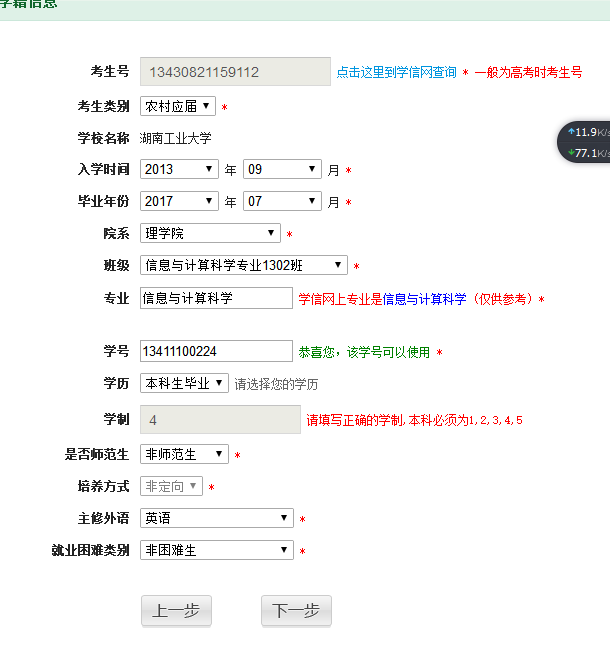 学籍信息
考生号 13430821159112 点击这里到学信网查询 * 一般为高考时考生号
考生类别 农村应届 *
11.9K/s
学校名称 湖南工业大学
77.1K/s
入学时间 2013 年 09 月 *
毕业年份 2017 年 07 月 *
院系 理学院 *
班级 信息与计算科学专业1302班 *
专业 信息与计算科学 学信网上专业是信息与计算科学（仅供参考）*
学号 13411100224 恭喜您，该学号可以使用 *
学历 本科生毕业 请选择您的学历
学制 4 请填写正确的学制,本科必须为1,2,3,4,5
是否师范生 非师范生 *
培养方式 非定向 *
主修外语 英语 *
就业困难类别 非困难生 *
上一步 下一步